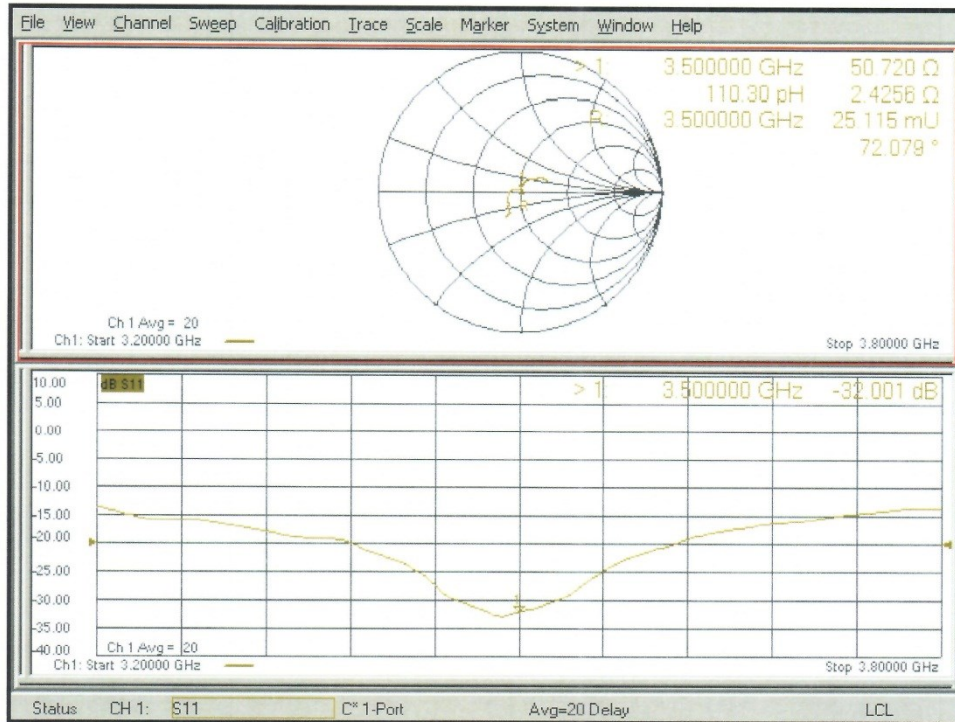 File View Channel Sweep Calibration Trace Scale Marker System Window Help
> 1 3.500000 GHz 50.720 Ω
110.30 pH 2.4256 Ω
R 3.500000 GHz 25.115 mU
72.079 °
Ch 1 Avg = 20
Ch1: Start 3.20000 GHz Stop 3.80000 GHz
10.00 dB S11 > 1 3.500000 GHz -32.001 dB
5.00
0.00
-5.00
-10.00
-15.00
-20.00
-25.00
-30.00
-35.00
-40.00 Ch 1 Avg = 20
Ch1: Start 3.20000 GHz Stop 3.80000 GHz
Status CH 1: S11 C* 1-Port Avg=20 Delay LCL